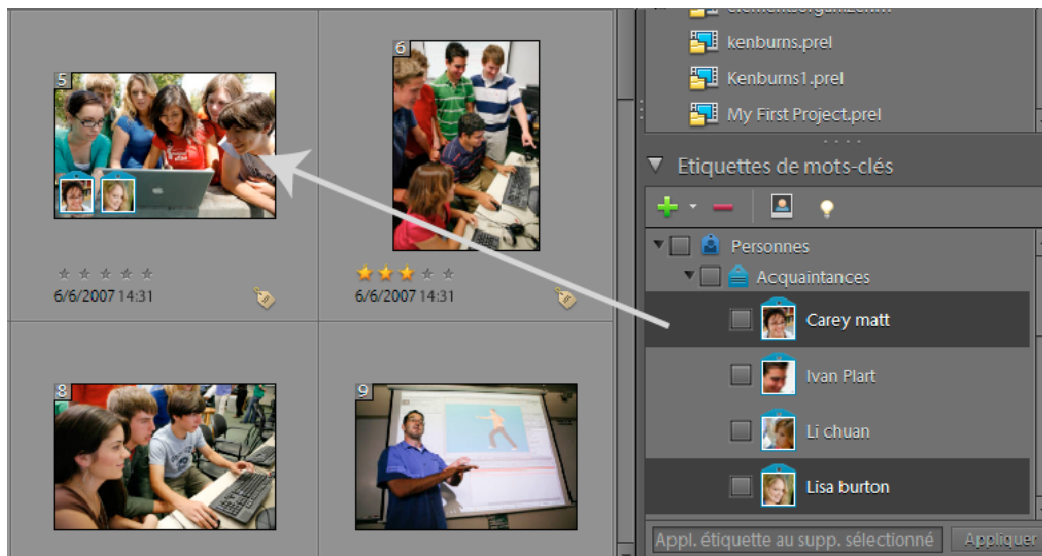 5
6
6/6/2007 14:31
6/6/2007 14:31
8
9
kenburns.prel
Kenburns1.prel
My First Project.prel
Etiquettes de mots-clés
Personnes
Acquaintances
Carey matt
Ivan Plart
Li chuan
Lisa burton
Appl. étiquette au supp. sélectionné
Appliquer